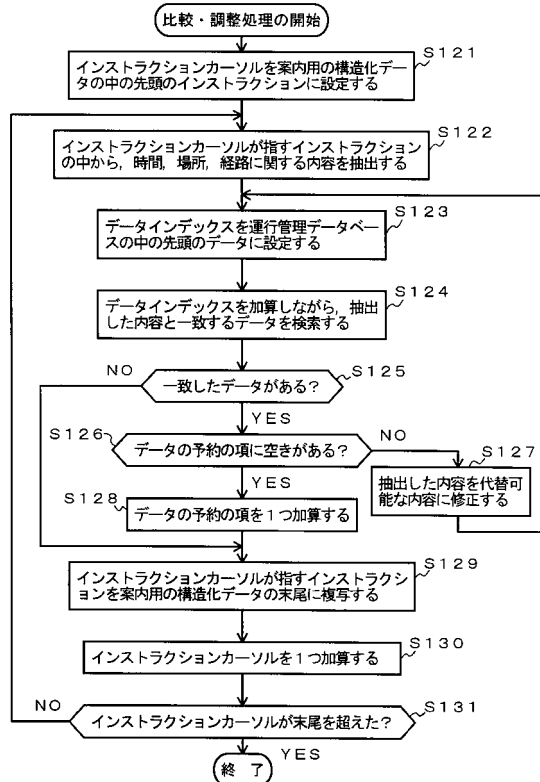 比較・調整処理の開始
S121
インストラクションカーソルを案内用の構造化デー
タの中の先頭のインストラクションに設定する
S122
インストラクションカーソルが指すインストラクション
の中から，時間，場所，経路に関する内容を抽出する
S123
データインデックスを運行管理データベー
スの中の先頭のデータに設定する
S124
データインデックスを加算しながら，抽出
した内容と一致するデータを検索する
S125
NO
一致したデータがある？
YES
S126
データの予約の項に空きがある？
NO
S127
抽出した内容を代替可
能な内容に修正する
YES
S128
データの予約の項を1つ加算する
S129
インストラクションカーソルが指すインストラクショ
ンを案内用の構造化データの末尾に複写する
S130
インストラクションカーソルを1つ加算する
S131
NO
インストラクションカーソルが末尾を超えた？
YES
終了